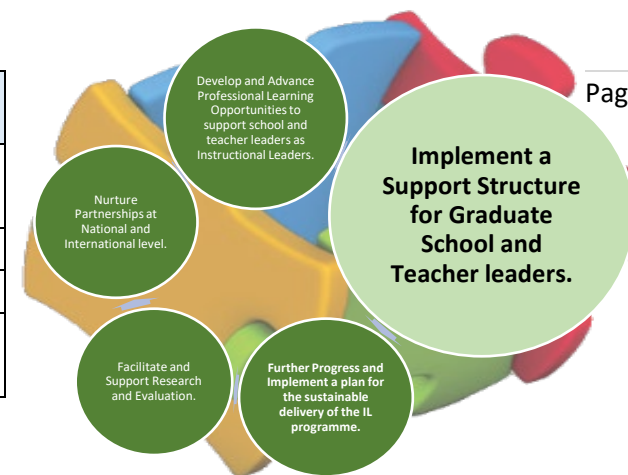 Develop and Advance
Professional Learning
Opportunities to
support school and
teacher leaders as
Instructional Leaders.
Pag
Implement a
Support Structure
for Graduate
School and
Teacher leaders.
Nurture
Partnerships at
National and
International level.
Facilitate and
Support Research
and Evaluation.
Further Progress and
Implement a plan for
the sustainable
delivery of the IL
programme.